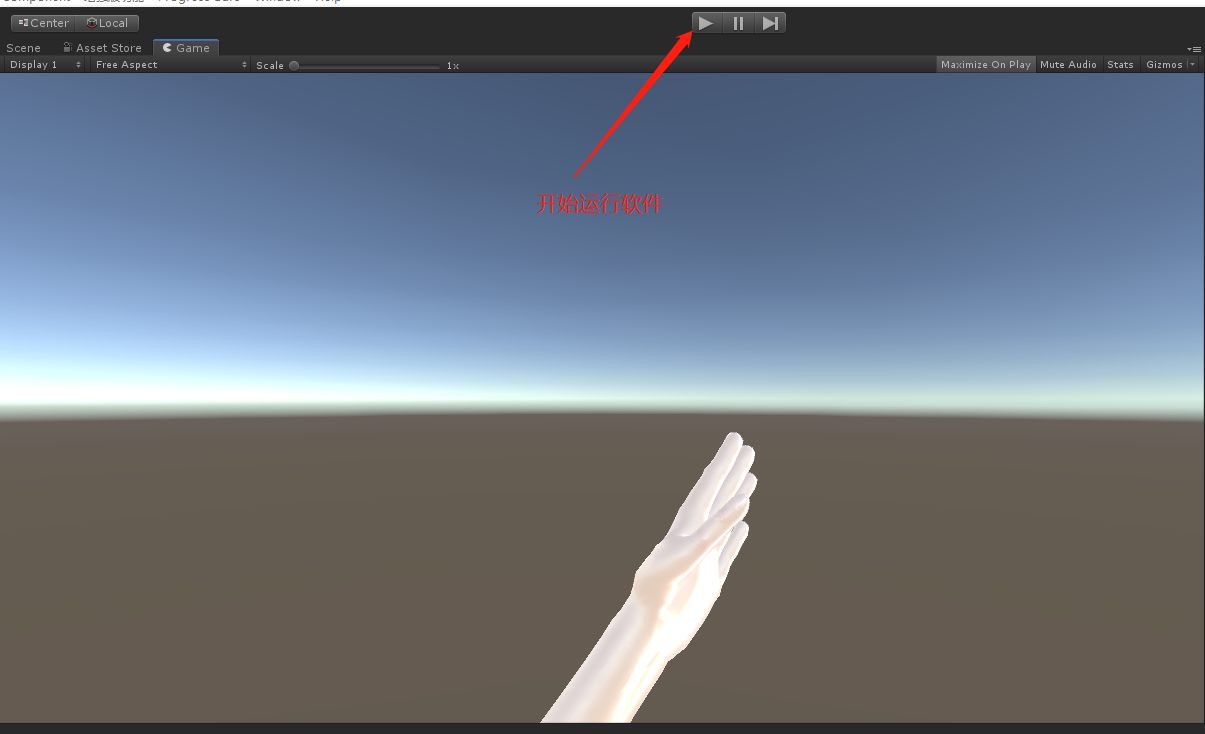 Center Local
Scene Asset Store Game
Display 1 Free Aspect Scale 1x Maximize On Play Mute Audio Stats Gizmos
开始运行软件